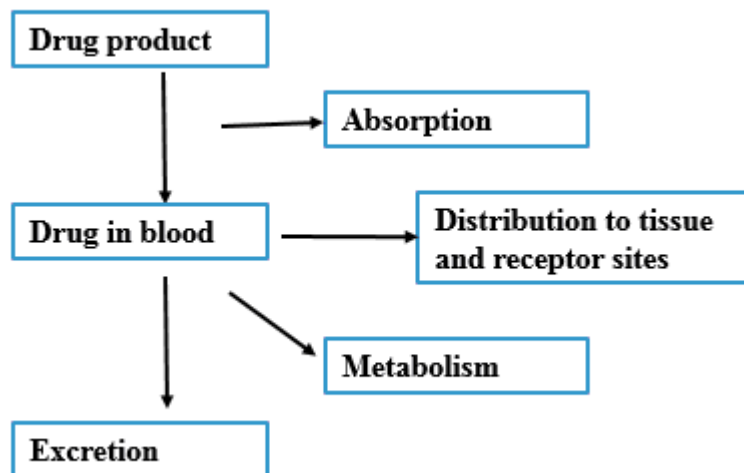 Drug product
Absorption
Drug in blood
Distribution to tissue
and receptor sites
Metabolism
Excretion